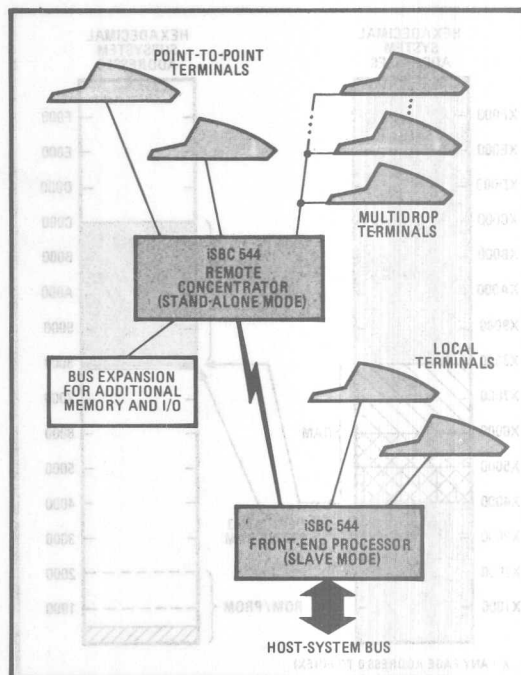 POINT-TO-POINT
TERMINALS
MULTIDROP
TERMINALS
iSBC 544
REMOTE
CONCENTRATOR
(STAND-ALONE MODE)
BUS EXPANSION
FOR ADDITIONAL
MEMORY AND I/O
LOCAL
TERMINALS
iSBC 544
FRONT-END PROCESSOR
(SLAVE MODE)
HOST-SYSTEM BUS